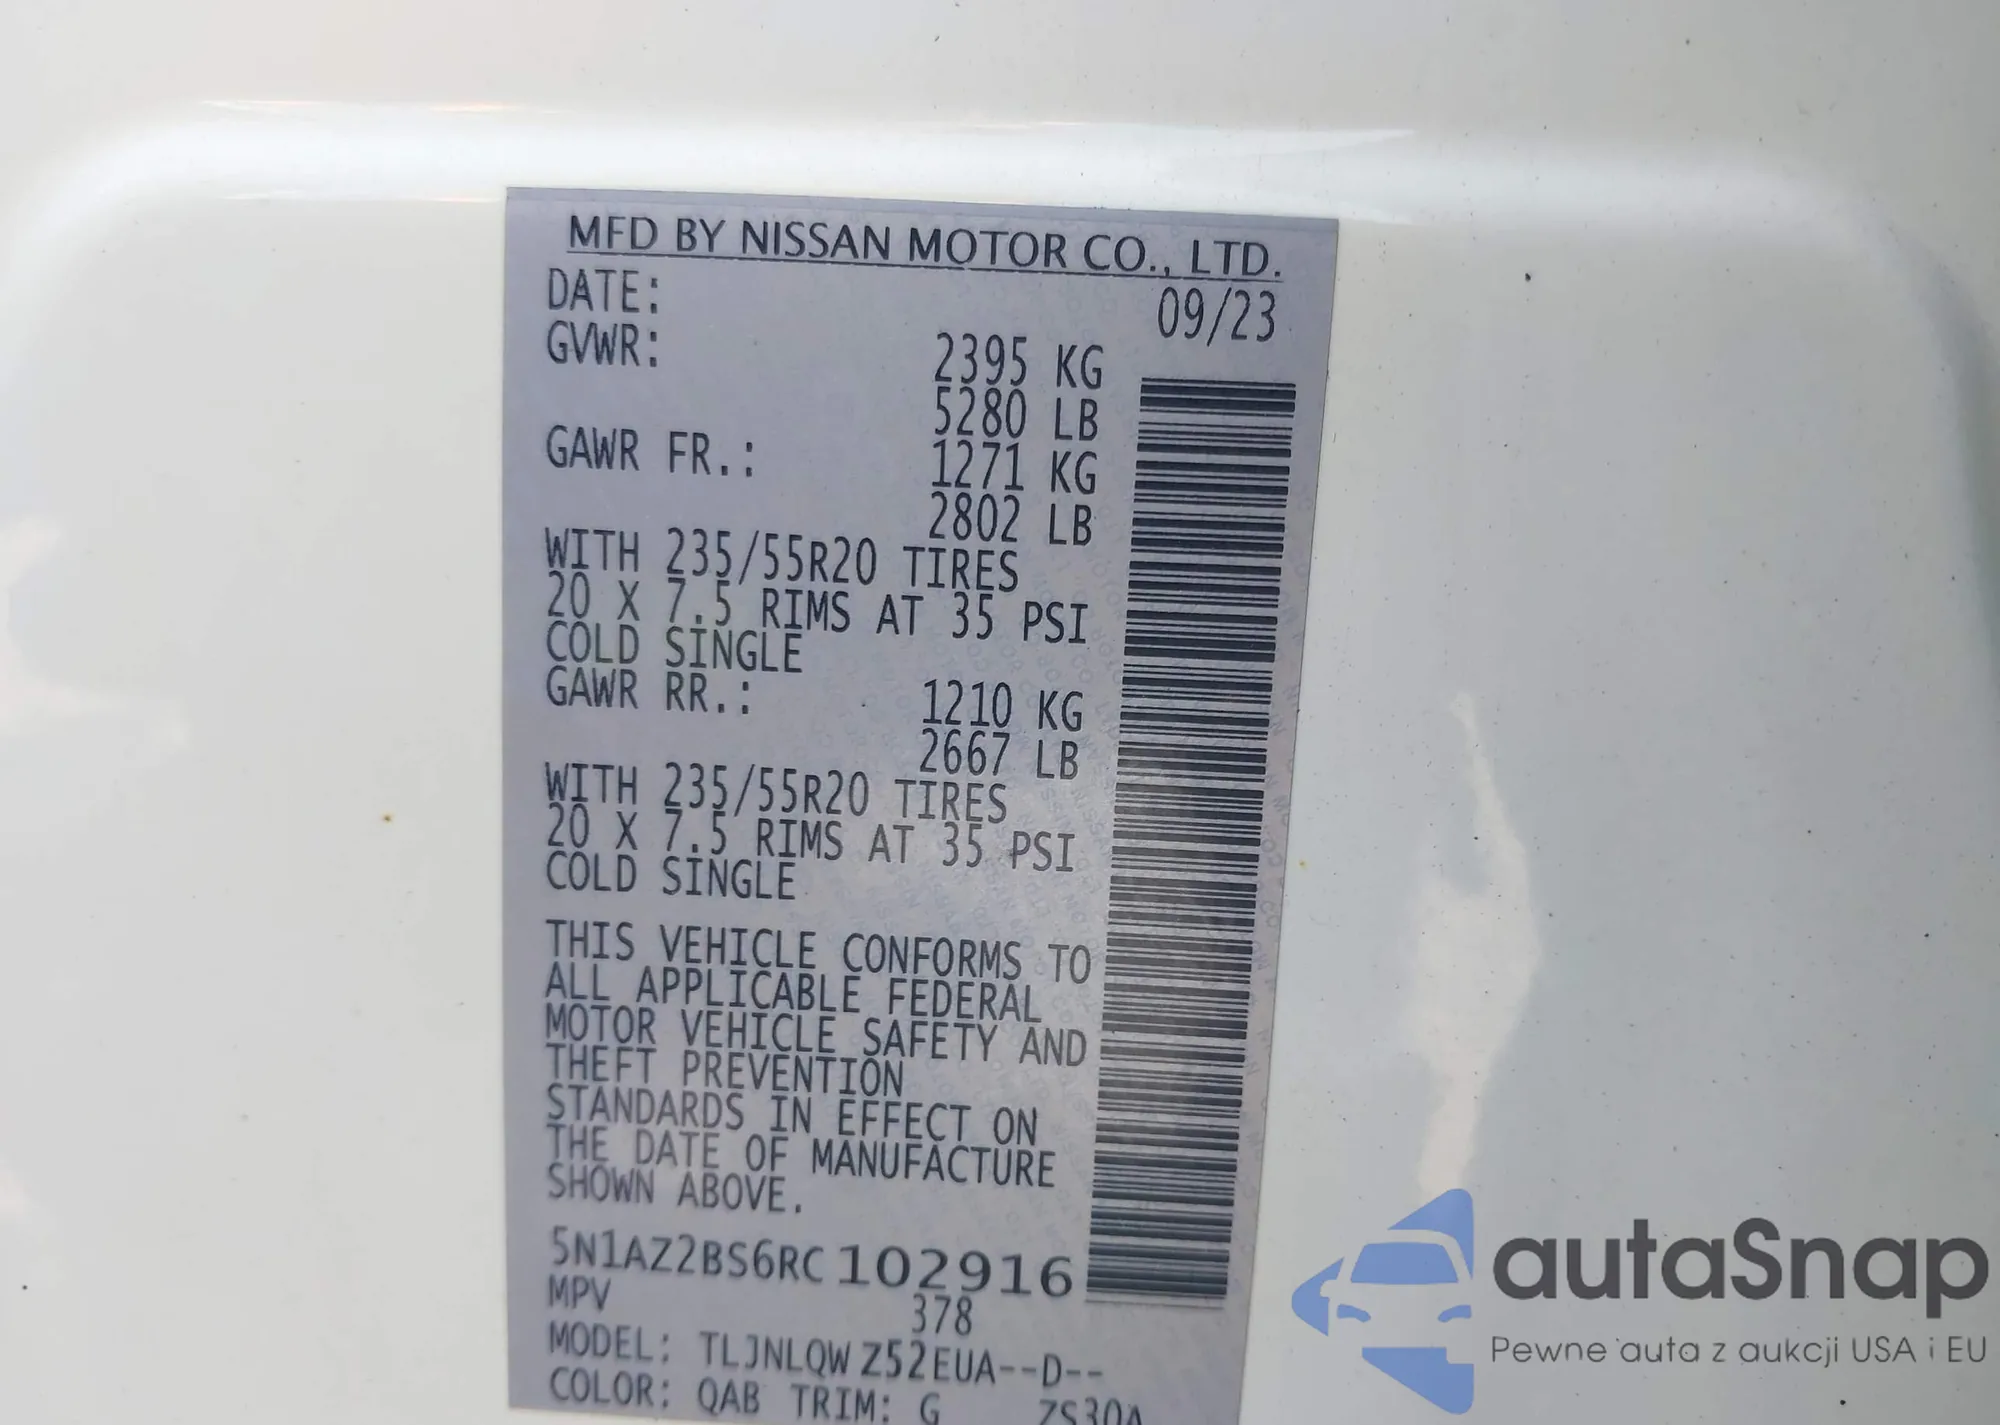 MFD BY NISSAN MOTOR CO., LTD.
DATE: 09/23
GVWR: 2395 KG
5280 LB
GAWR FR.: 1271 KG
2802 LB
WITH 235/55R20 TIRES
20 X 7.5 RIMS AT 35 PSI
COLD SINGLE
GAWR RR.: 1210 KG
2667 LB
WITH 235/55R20 TIRES
20 X 7.5 RIMS AT 35 PSI
COLD SINGLE
THIS VEHICLE CONFORMS TO
ALL APPLICABLE FEDERAL
MOTOR VEHICLE SAFETY AND
THEFT PREVENTION
STANDARDS IN EFFECT ON
THE DATE OF MANUFACTURE
SHOWN ABOVE.
5N1AZ2BS6RC102916
MPV 378
MODEL: TLJNLQW Z52EUA--D--
COLOR: QAB TRIM: G ZS30A
autaSnap
Pewne auta z aukcji USA i EU